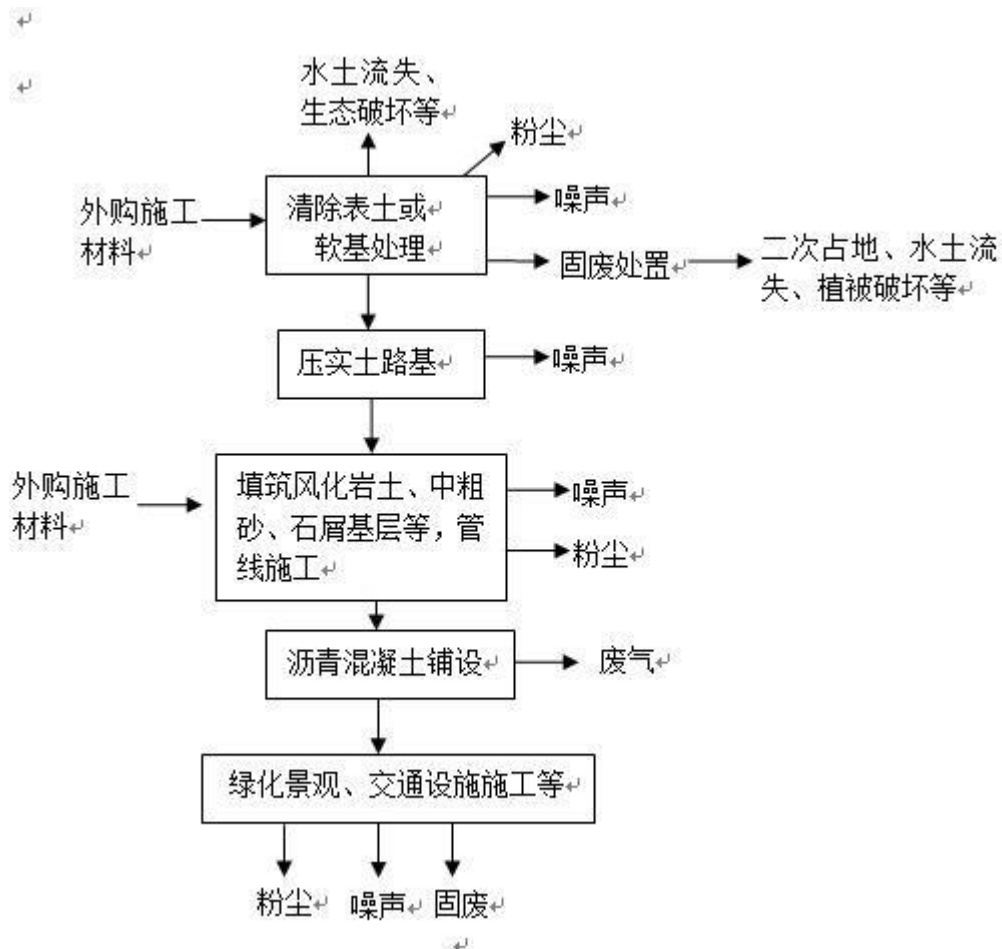 水土流失、
生态破坏等
粉尘
外购施工
材料
清除表土或
软基处理
噪声
固废处置
二次占地、水土流
失、植被破坏等
压实土路基
噪声
外购施工
材料
填筑风化岩土、中粗
砂、石屑基层等，管
线施工
噪声
粉尘
沥青混凝土铺设
废气
绿化景观、交通设施施工等
粉尘
噪声
固废